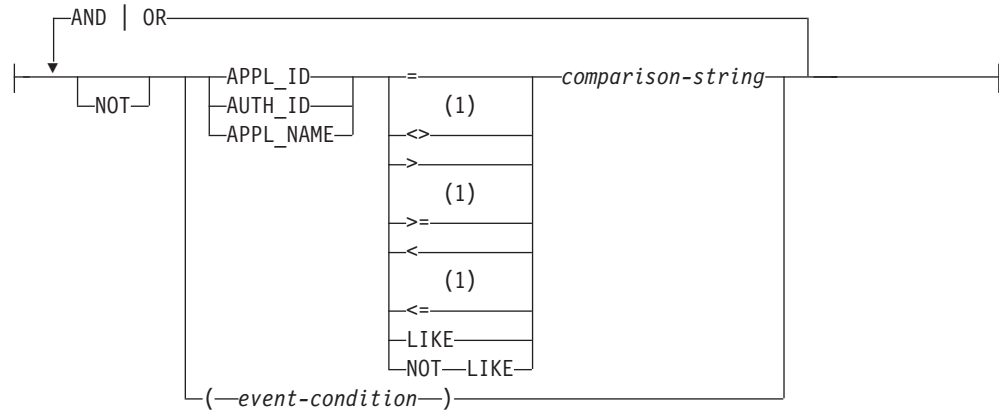 AND | OR
APPL_ID = comparison-string
NOT AUTH_ID (1)
APPL_NAME <>
>
(1)
>=
<
(1)
<=
LIKE
NOT LIKE
( event-condition )